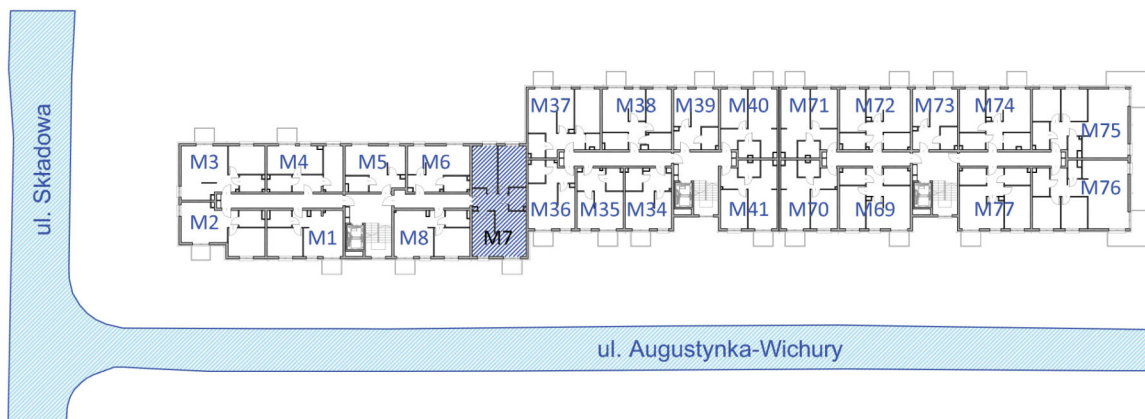 ul. Składowa
M37
M38
M39
M40
M71
M72
M73
M74
M75
M3
M4
M5
M6
M2
M1
M8
M7
M36
M35
M34
M41
M70
M69
M77
M76
ul. Augustynka-Wichury